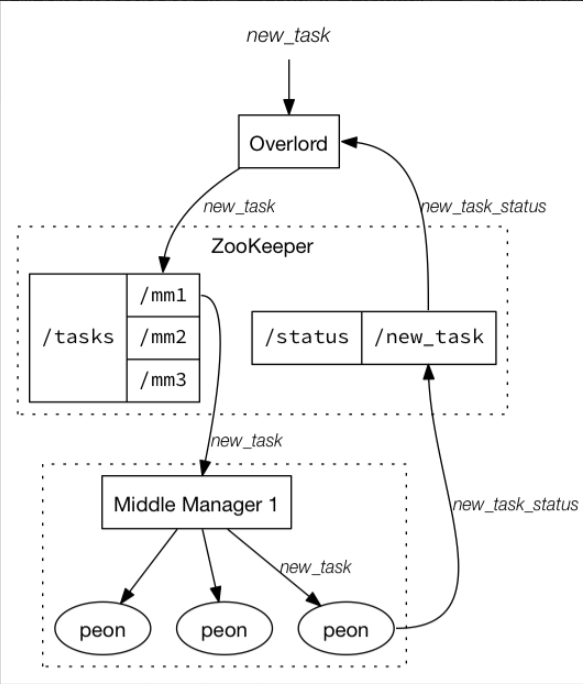 new_task
Overlord
new_task
new_task_status
ZooKeeper
/tasks
/mm1
/mm2
/mm3
/status
/new_task
new_task
Middle Manager 1
new_task_status
new_task
peon
peon
peon